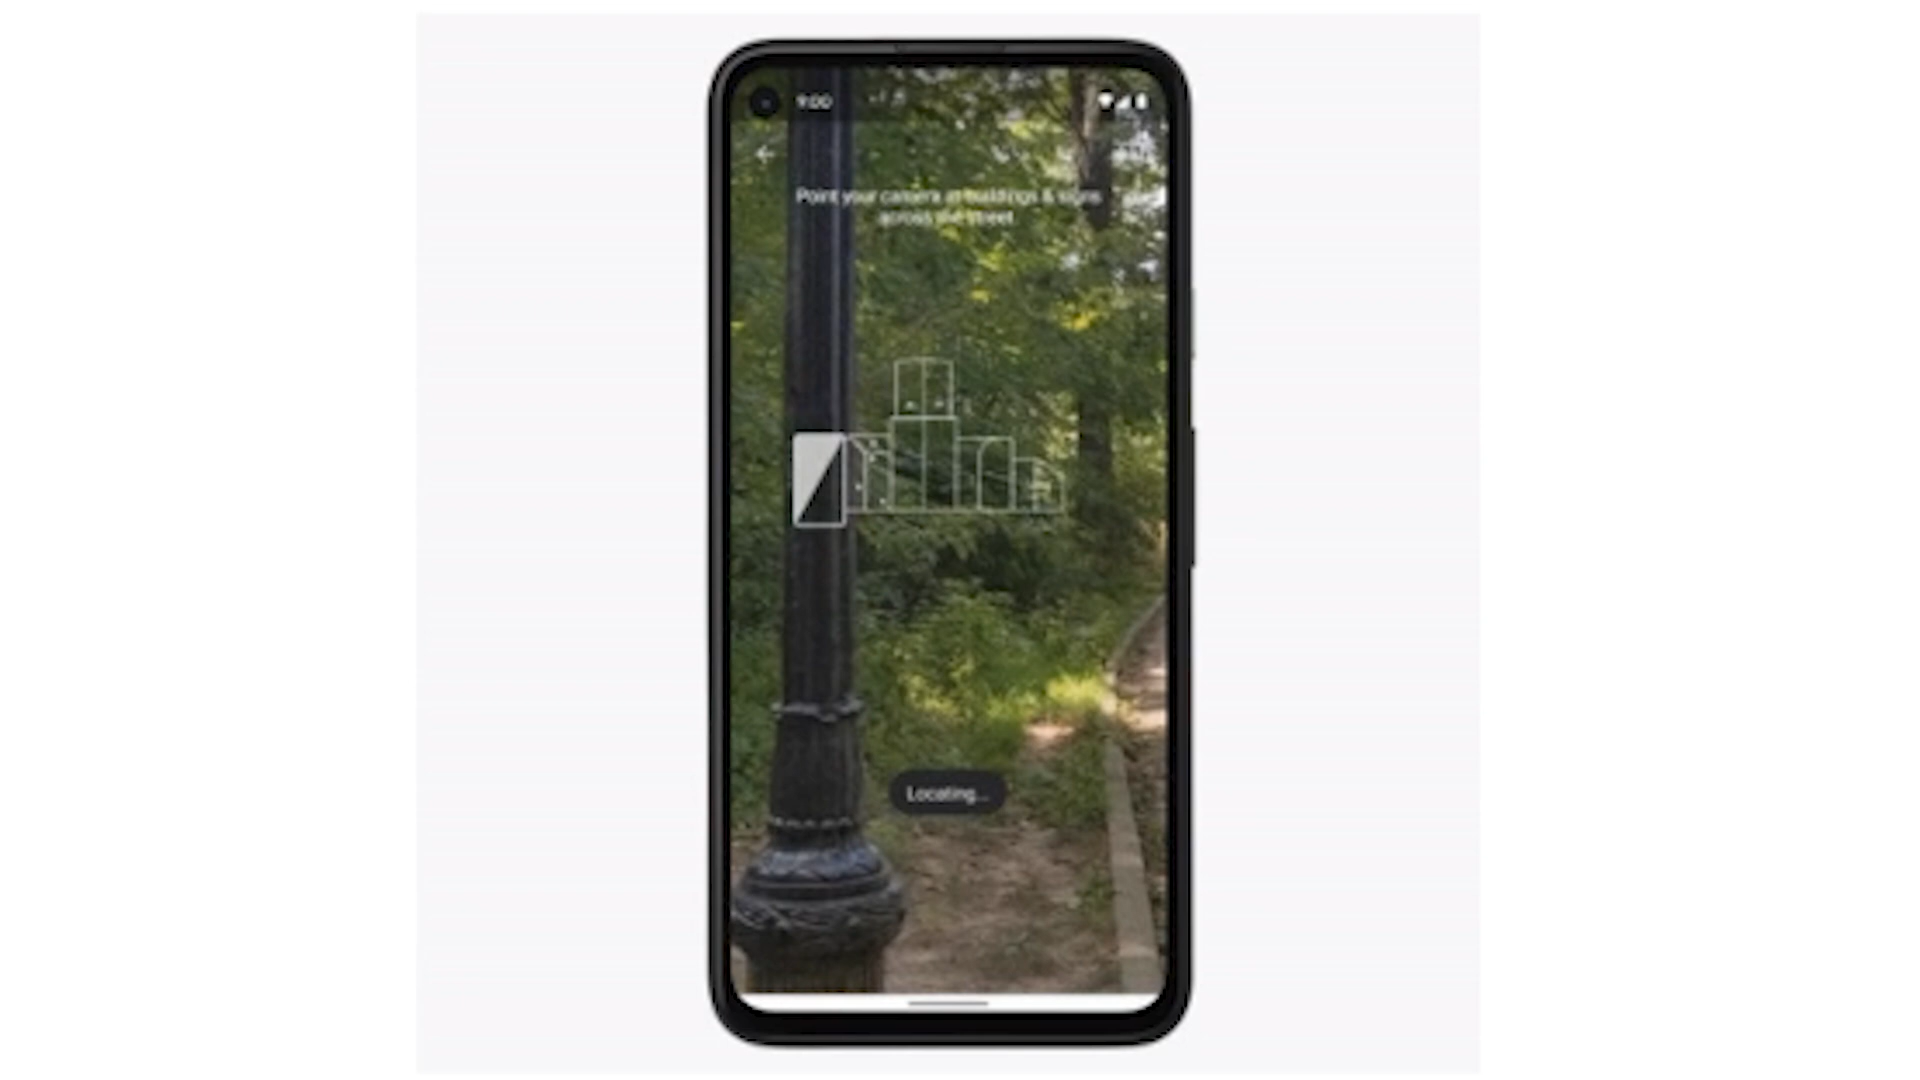 9:00
Point your camera at buildings & signs
across the street
Locating...